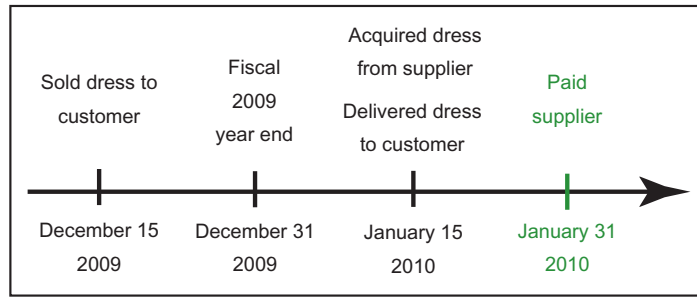 Sold dress to
customer
Fiscal
2009
year end
Acquired dress
from supplier
Delivered dress
to customer
Paid
supplier
December 15
2009
December 31
2009
January 15
2010
January 31
2010